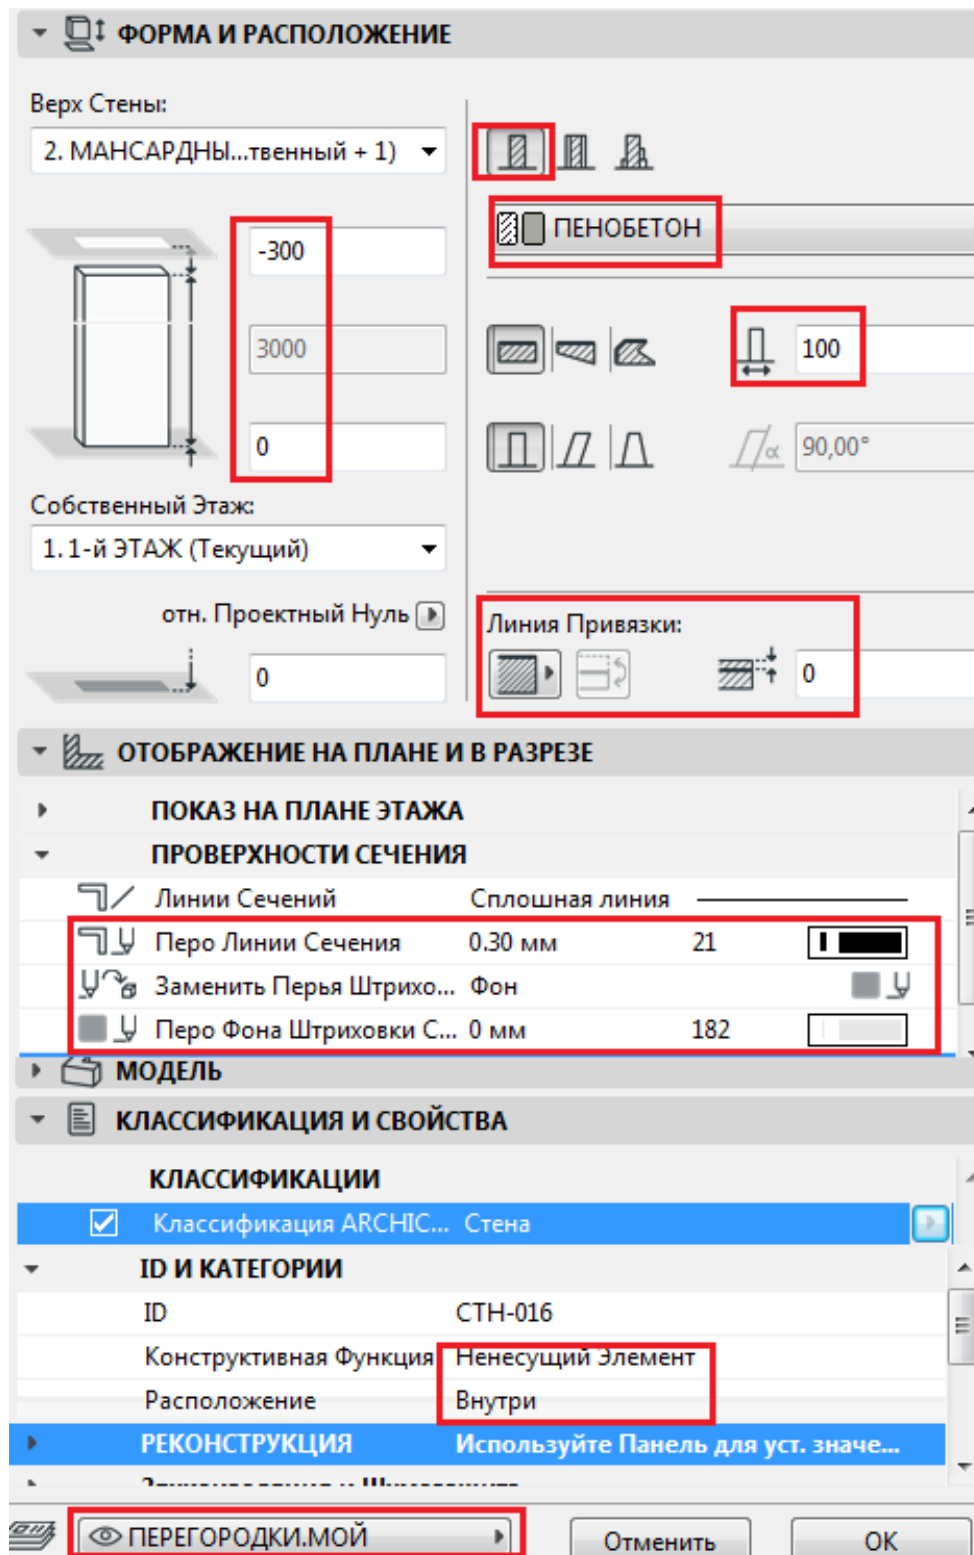 ФОРМА И РАСПОЛОЖЕНИЕ
Верх Стены:
2. МАНСАРДНЫ...твенный + 1)
-300
3000
0
Собственный Этаж:
1. 1-й ЭТАЖ (Текущий)
отн. Проектный Нуль
0
ПЕНОБЕТОН
100
α 90,00°
Линия Привязки:
0
ОТОБРАЖЕНИЕ НА ПЛАНЕ И В РАЗРЕЗЕ
ПОКАЗ НА ПЛАНЕ ЭТАЖА
ПРОВЕРХНОСТИ СЕЧЕНИЯ
Линии Сечений Сплошная линия
Перо Линии Сечения 0.30 мм 21
Заменить Перья Штрихо... Фон
Перо Фона Штриховки С... 0 мм 182
МОДЕЛЬ
КЛАССИФИКАЦИЯ И СВОЙСТВА
КЛАССИФИКАЦИИ
Классификация ARCHIC... Стена
ID И КАТЕГОРИИ
ID СТН-016
Конструктивная Функция Ненесущий Элемент
Расположение Внутри
РЕКОНСТРУКЦИЯ Используйте Панель для уст. значе...
ПЕРЕГОРОДКИ.МОЙ
Отменить
ОК